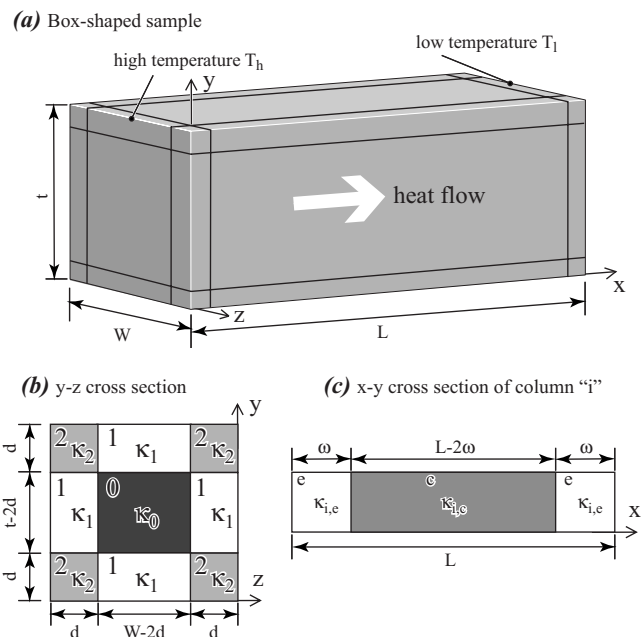 (a) Box-shaped sample
high temperature T_h
low temperature T_l
y
t
heat flow
x
z
W
L
(b) y-z cross section
(c) x-y cross section of column “i”
y
d
2 κ_2
1 κ_1
2 κ_2
t-2d
1 κ_1
0 κ_0
1 κ_1
d
2 κ_2
1 κ_1
2 κ_2
z
d
W-2d
d
ω
L-2ω
ω
e
c
e
κ_{i,e}
κ_{i,c}
κ_{i,e}
x
L